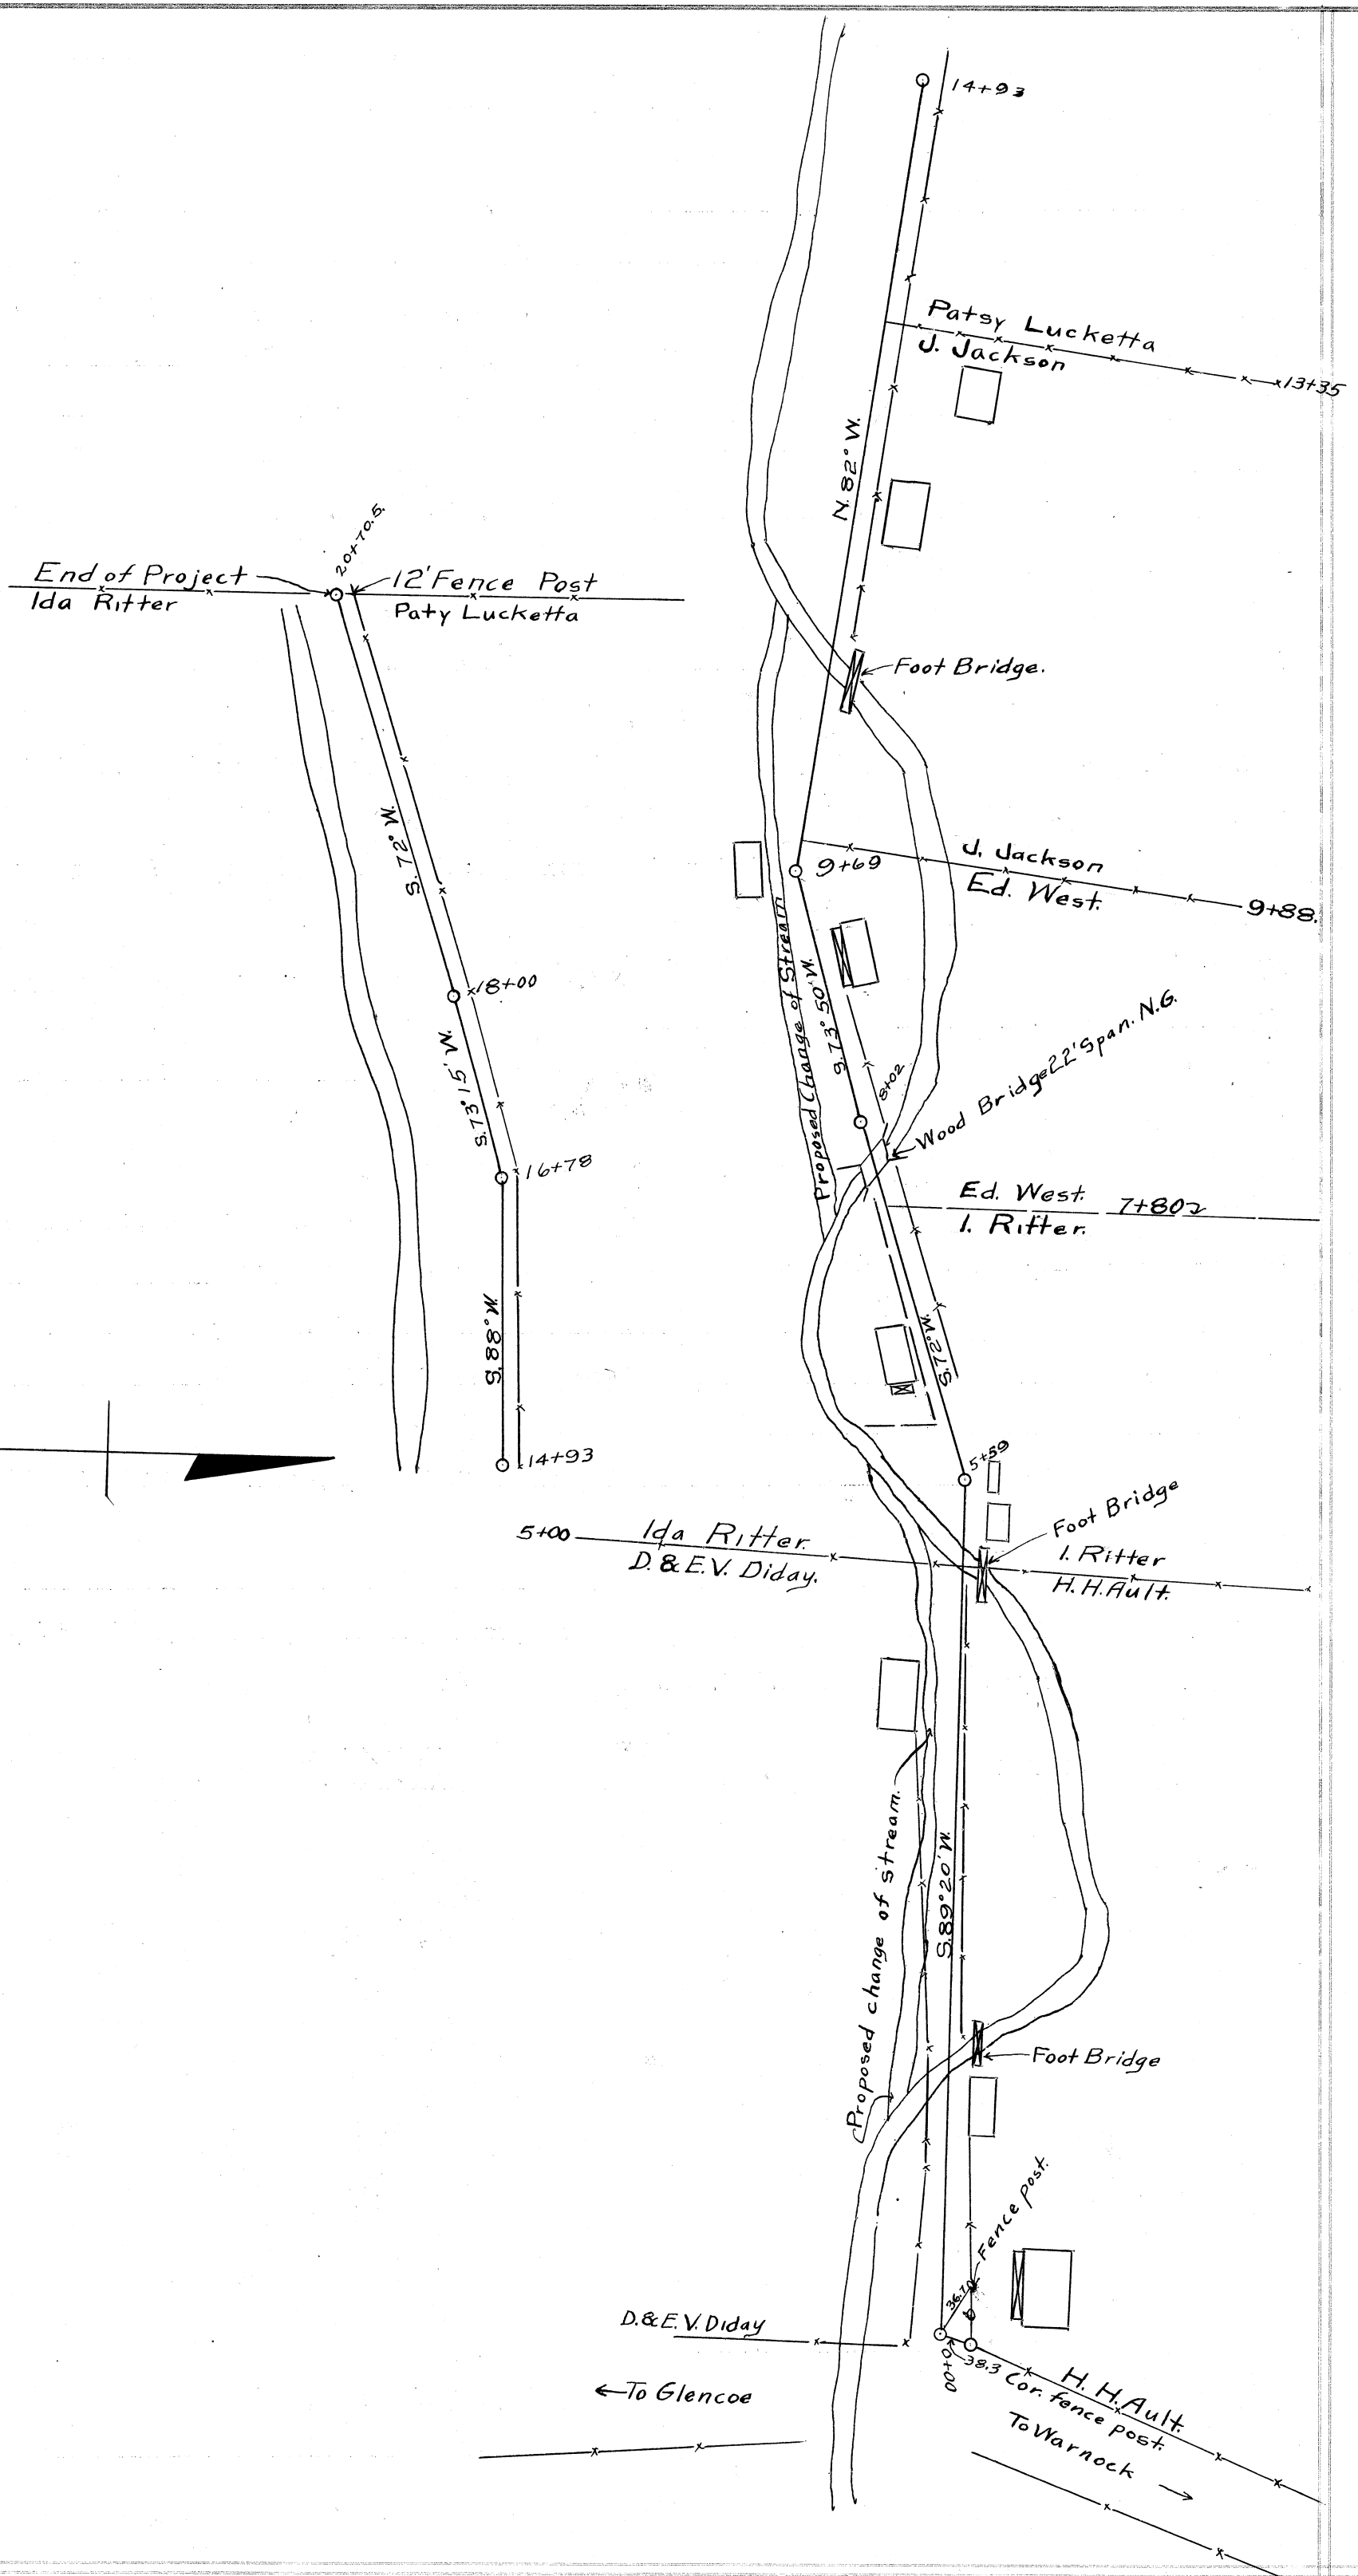 14+93
Patsy Lucketta
J. Jackson
13+35
N. 82° W.
20+70.5.
End of Project
12' Fence Post
Ida Ritter
Paty Lucketta
Foot Bridge.
S. 72° W.
J. Jackson
9+69
Ed. West.
9+88.
Proposed Change of Stream
S. 73° 50' W.
18+00
S. 73° 15' W.
8+02
Wood Bridge 22' Span. N.G.
16+78
Ed. West.
7+802
I. Ritter.
S. 88° W.
S. 72° W.
14+93
5+59
Foot Bridge
5+00
Ida Ritter.
D. & E.V. Diday.
I. Ritter
H. H. Ault.
Proposed change of stream.
S. 89° 20' W.
Foot Bridge
Fence post.
36.7
D. & E. V. Diday
0+00
38.3 Cor. fence post.
H. H. Ault.
To Glencoe
To Warnock